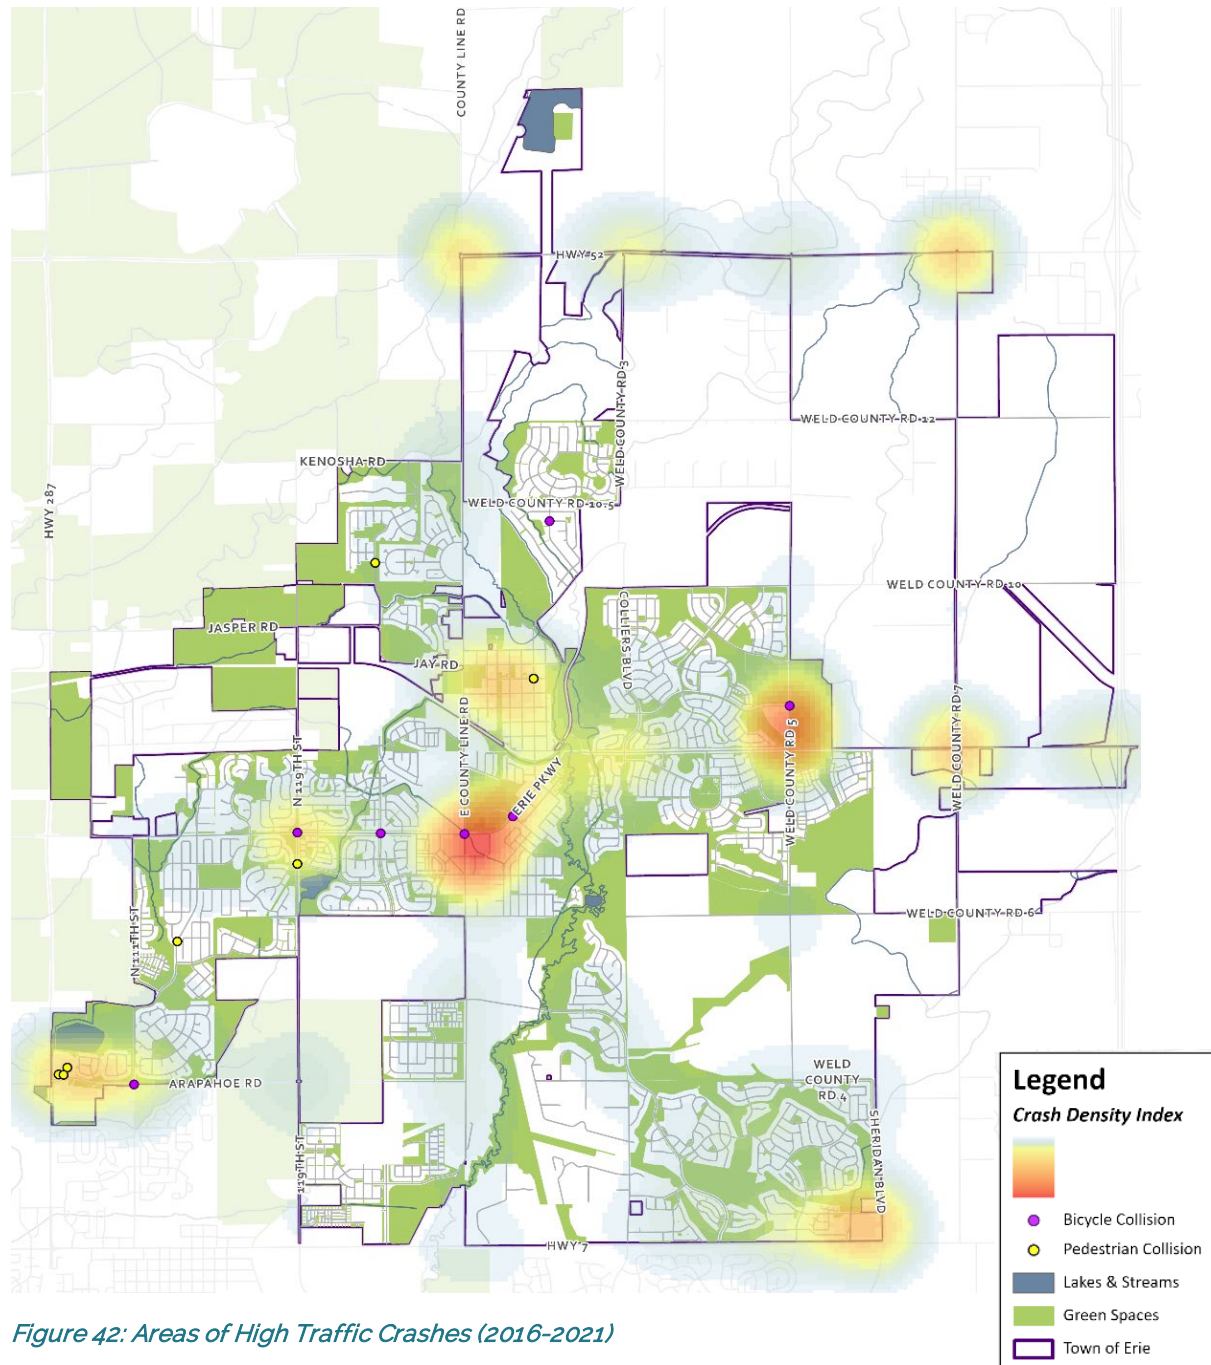 COUNTY LINE RD
HWY 52
WELD COUNTY RD 3
WELD COUNTY RD 12
KENOSHA RD
HWY 287
WELD COUNTY RD 10.5
WELD COUNTY RD 10
COLLIERS BLVD
JASPER RD
JAY RD
E COUNTY LINE RD
N 119TH ST
ERIE PKWY
WELD COUNTY RD 5
WELD COUNTY RD 7
N 111TH ST
WELD COUNTY RD 6
ARAPAHOE RD
WELD
COUNTY
RD 4
SHERIDAN BLVD
119TH ST
HWY 7
Legend
Crash Density Index
Bicycle Collision
Pedestrian Collision
Lakes & Streams
Green Spaces
Town of Erie
Figure 42: Areas of High Traffic Crashes (2016-2021)